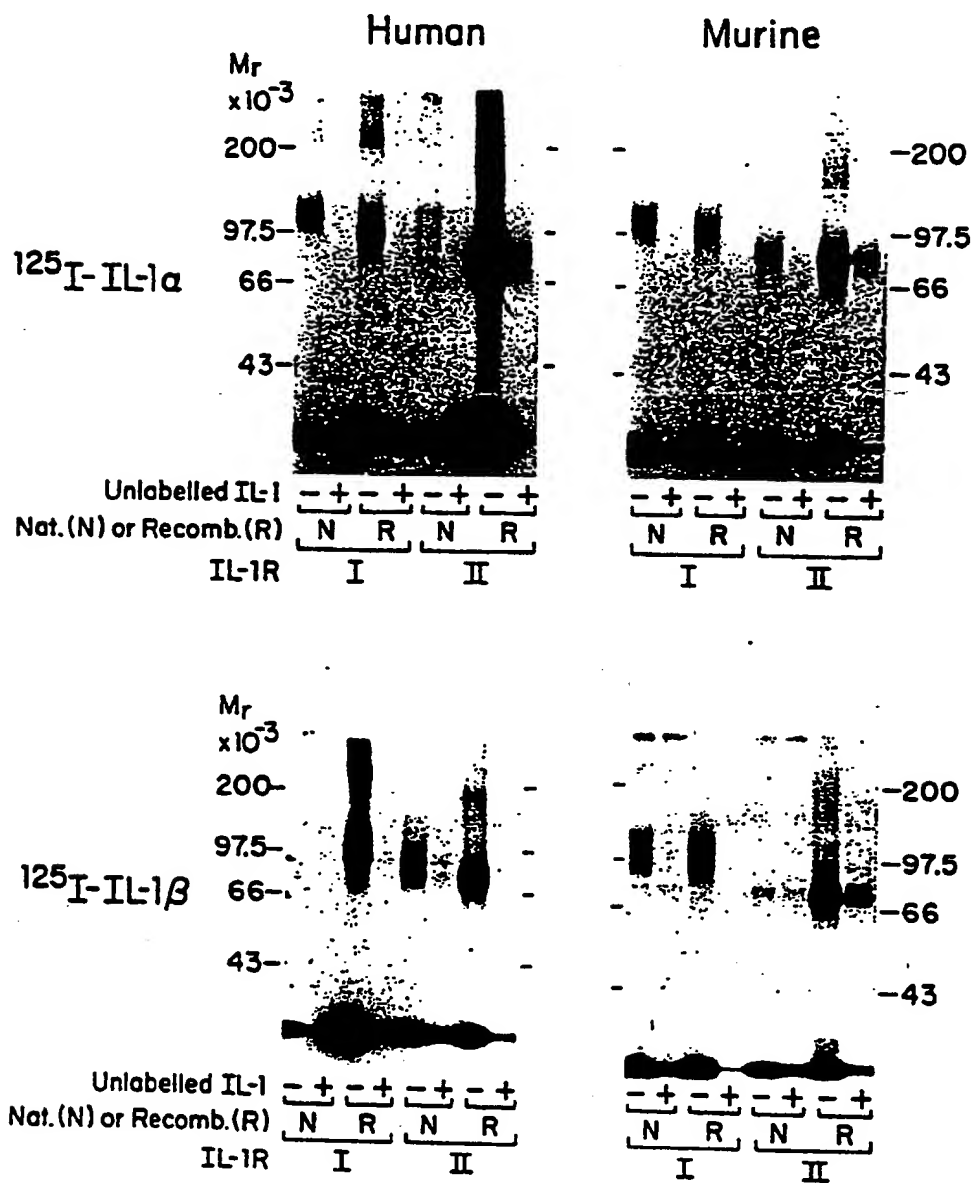 Human Murine
Mr
x10⁻³
200- -200
97.5- -97.5
66- -66
43- -43
¹²⁵I-IL-1α
Unlabelled IL-1 - + - + - + - + - + - + - + - +
Nat.(N) or Recomb.(R) N R N R N R N R
IL-1R I II I II
Mr
x10⁻³
200- -200
97.5- -97.5
66- -66
43- -43
¹²⁵I-IL-1β
Unlabelled IL-1 - + - + - + - + - + - + - + - +
Nat.(N) or Recomb.(R) N R N R N R N R
IL-1R I II I II